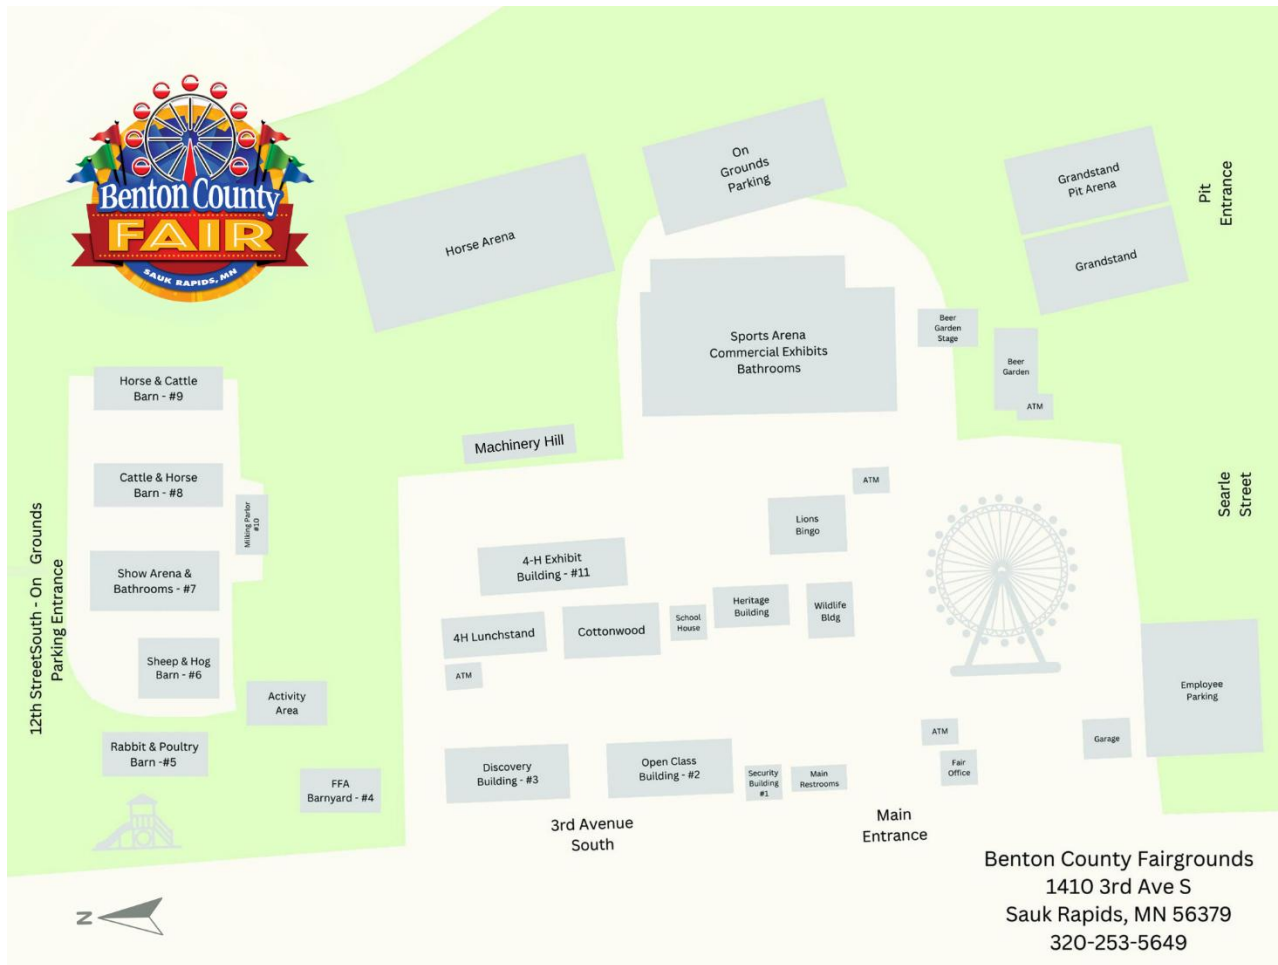 Benton County
FAIR
SAUK RAPIDS, MN
On
Grounds
Parking
Horse Arena
Grandstand
Pit Arena
Grandstand
Pit
Entrance
Sports Arena
Commercial Exhibits
Bathrooms
Beer
Garden
Stage
Beer
Garden
ATM
Horse & Cattle
Barn - #9
Machinery Hill
Cattle & Horse
Barn - #8
Milking Parlor
#10
ATM
Lions
Bingo
Searle
Street
12th StreetSouth - On Grounds
Parking Entrance
Show Arena &
Bathrooms - #7
4-H Exhibit
Building - #11
4H Lunchstand
Cottonwood
School
House
Heritage
Building
Wildlife
Bldg
Sheep & Hog
Barn - #6
ATM
Activity
Area
Employee
Parking
Rabbit & Poultry
Barn -#5
FFA
Barnyard - #4
Discovery
Building - #3
Open Class
Building - #2
Security
Building
#1
Main
Restrooms
ATM
Fair
Office
Garage
3rd Avenue
South
Main
Entrance
N
Benton County Fairgrounds
1410 3rd Ave S
Sauk Rapids, MN 56379
320-253-5649